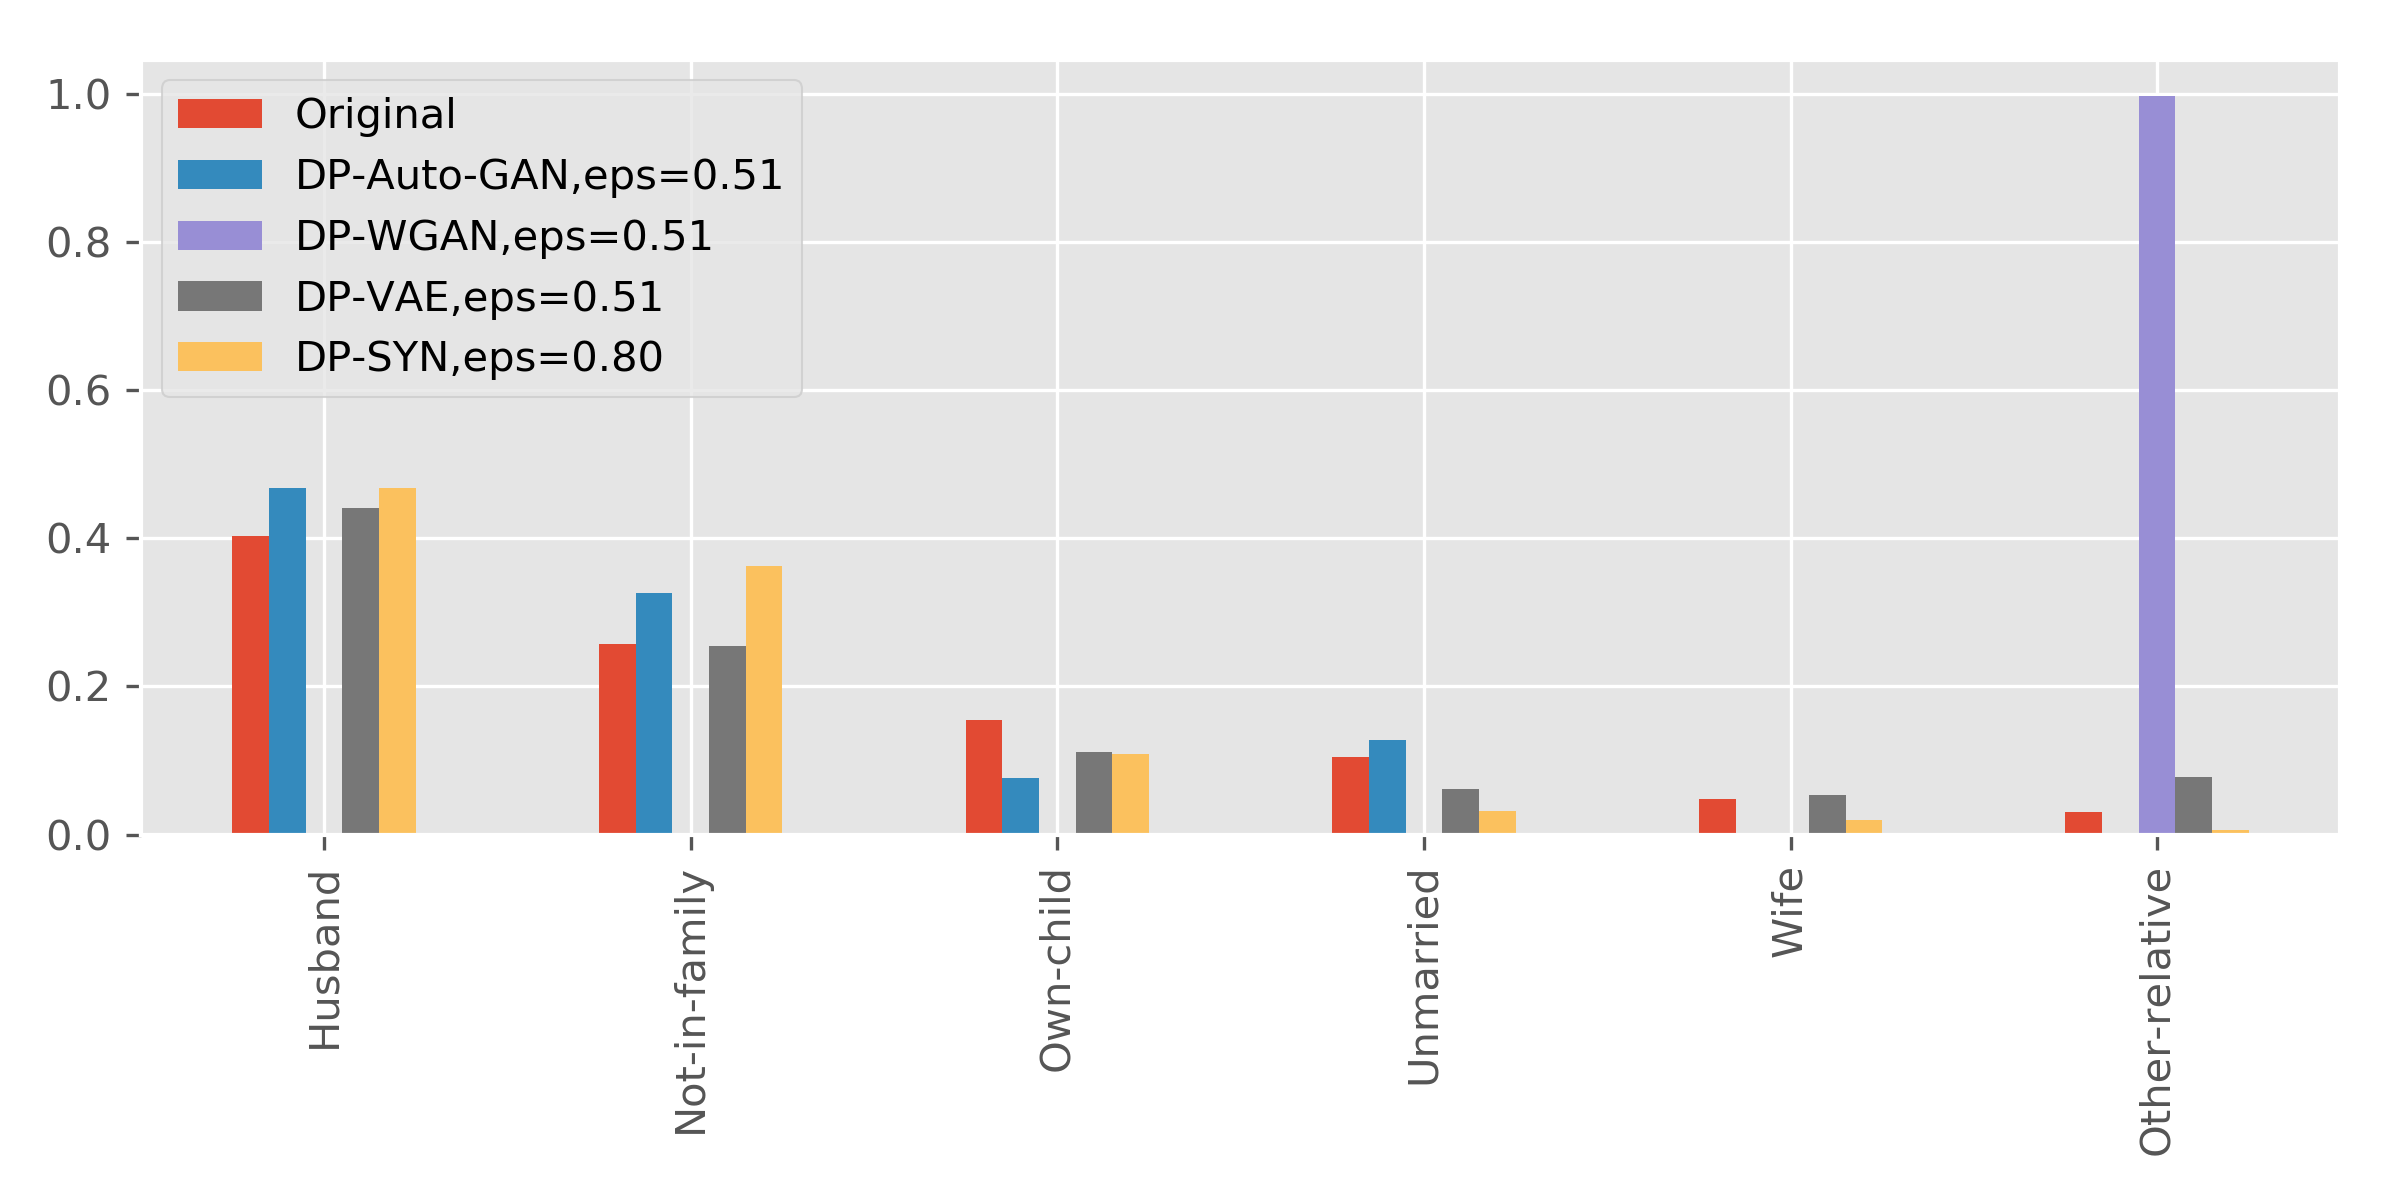 1.0
0.8
0.6
0.4
0.2
0.0
Original
DP-Auto-GAN,eps=0.51
DP-WGAN,eps=0.51
DP-VAE,eps=0.51
DP-SYN,eps=0.80
Husband
Not-in-family
Own-child
Unmarried
Wife
Other-relative